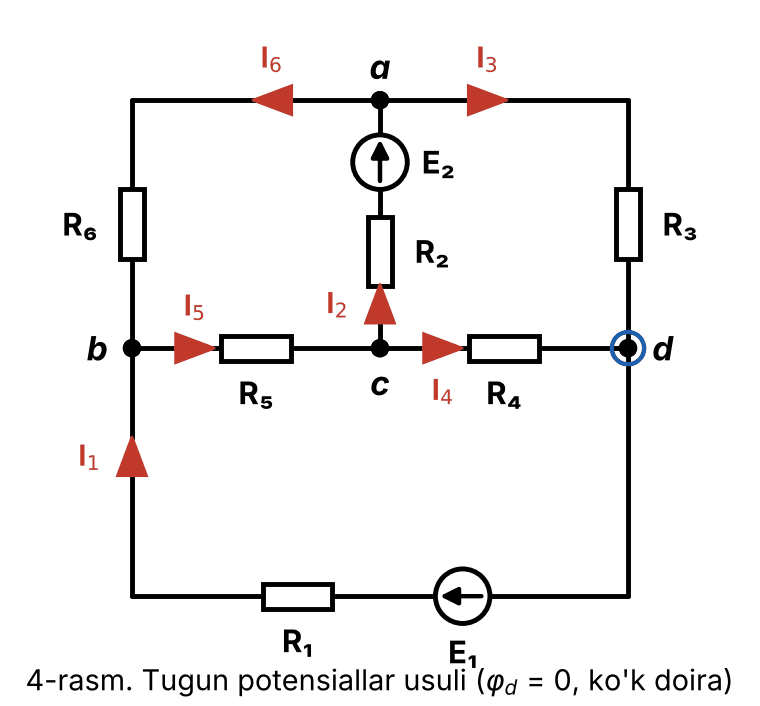 I₆
a
I₃
E₂
R₆
R₃
R₂
I₂
I₅
b
d
c
R₅
I₄
R₄
I₁
R₁
E₁
4-rasm. Tugun potensiallar usuli (φ_d = 0, ko'k doira)